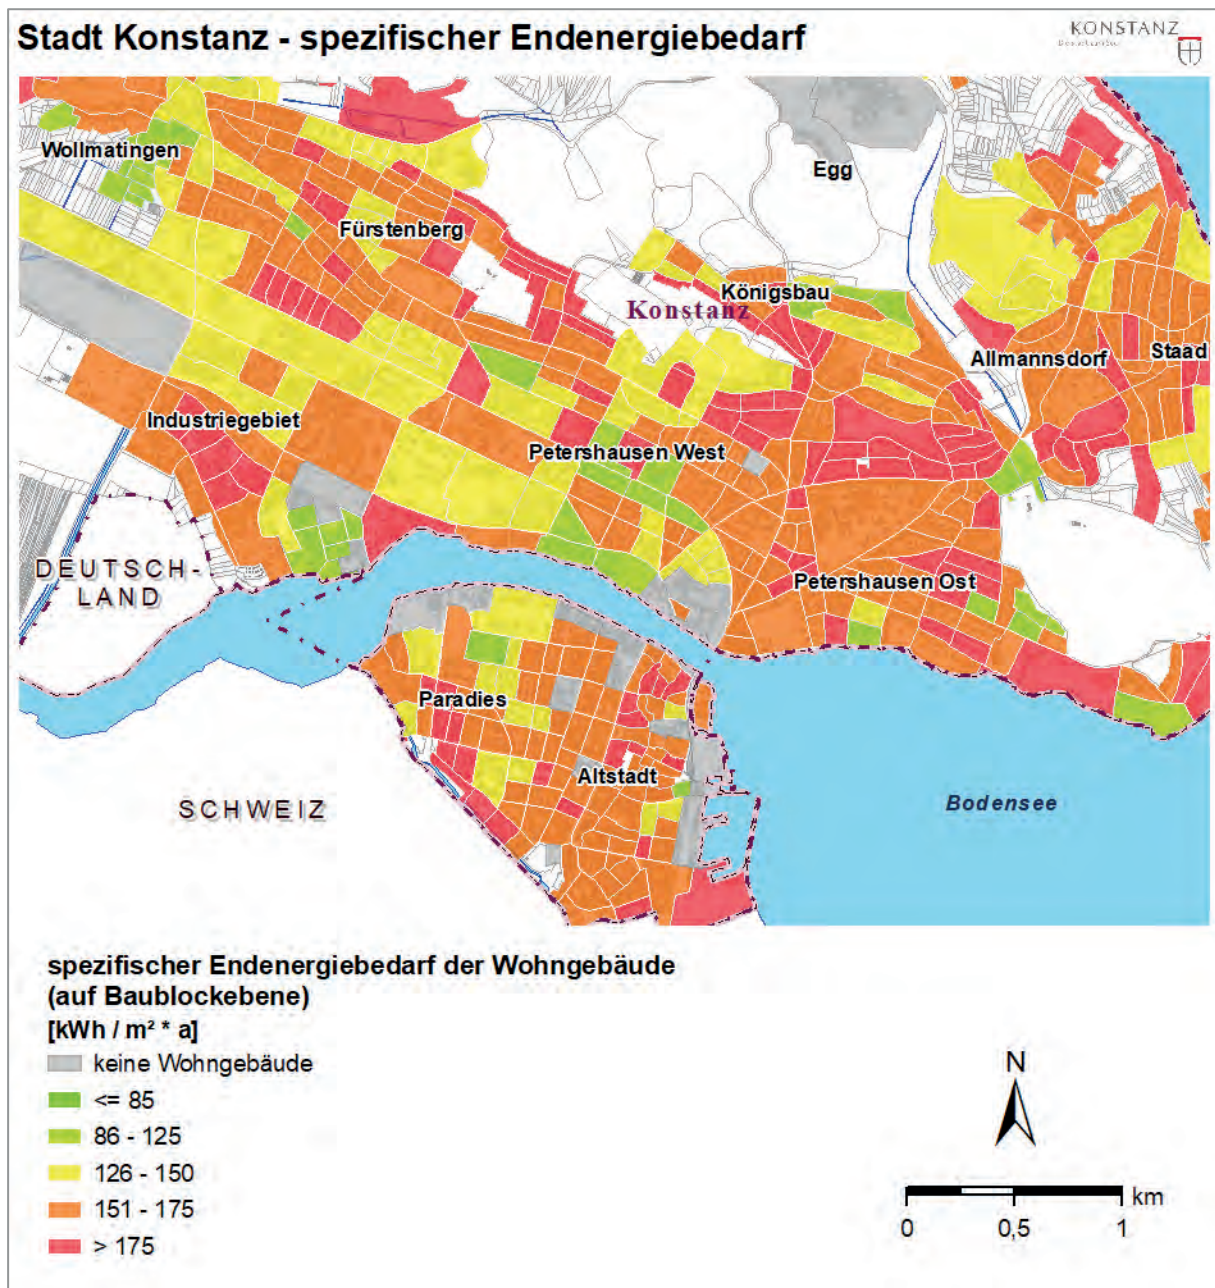 Stadt Konstanz - spezifischer Endenergiebedarf
KONSTANZ
Wollmatingen
Egg
Fürstenberg
Königsbau
Konstanz
Allmannsdorf
Staad
Industriegebiet
Petershausen West
DEUTSCH-
LAND
Petershausen Ost
Paradies
Altstadt
SCHWEIZ
Bodensee
spezifischer Endenergiebedarf der Wohngebäude
(auf Baublockebene)
[kWh / m² * a]
keine Wohngebäude
<= 85
86 - 125
126 - 150
151 - 175
> 175
N
km
0 0,5 1